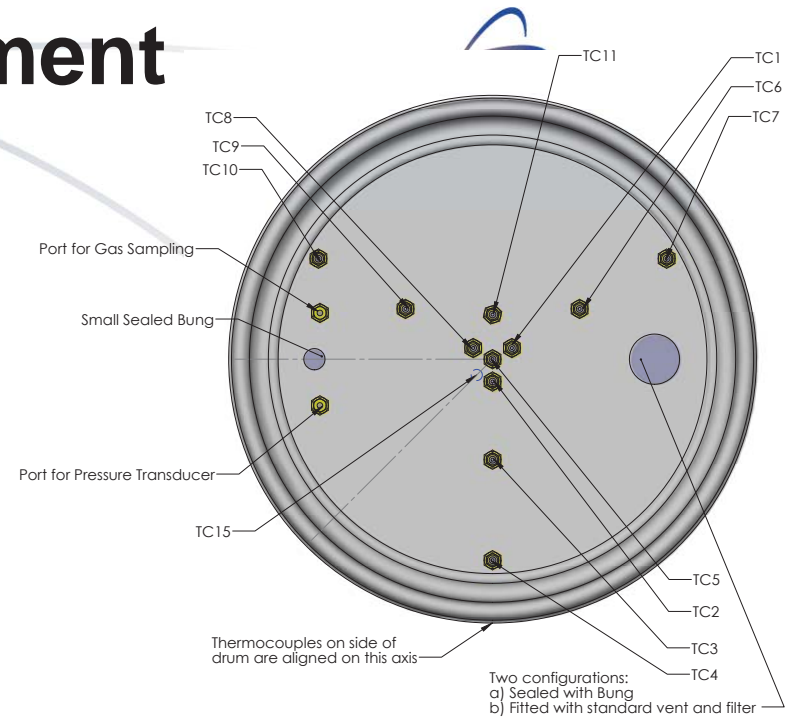 ment
TC11
TC1
TC6
TC7
TC8
TC9
TC10
Port for Gas Sampling
Small Sealed Bung
Port for Pressure Transducer
TC15
TC5
TC2
TC3
TC4
Thermocouples on side of
drum are aligned on this axis
Two configurations:
a) Sealed with Bung
b) Fitted with standard vent and filter